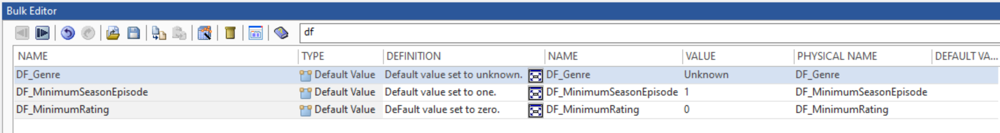 Bulk Editor
df
NAME TYPE DEFINITION NAME VALUE PHYSICAL NAME DEFAULT VA...
DF_Genre Default Value Default value set to unknown. DF_Genre Unknown DF_Genre
DF_MinimumSeasonEpisode Default Value Default value set to one. DF_MinimumSeasonEpisode 1 DF_MinimumSeasonEpisode
DF_MinimumRating Default Value DeFault value set to zero. DF_MinimumRating 0 DF_MinimumRating